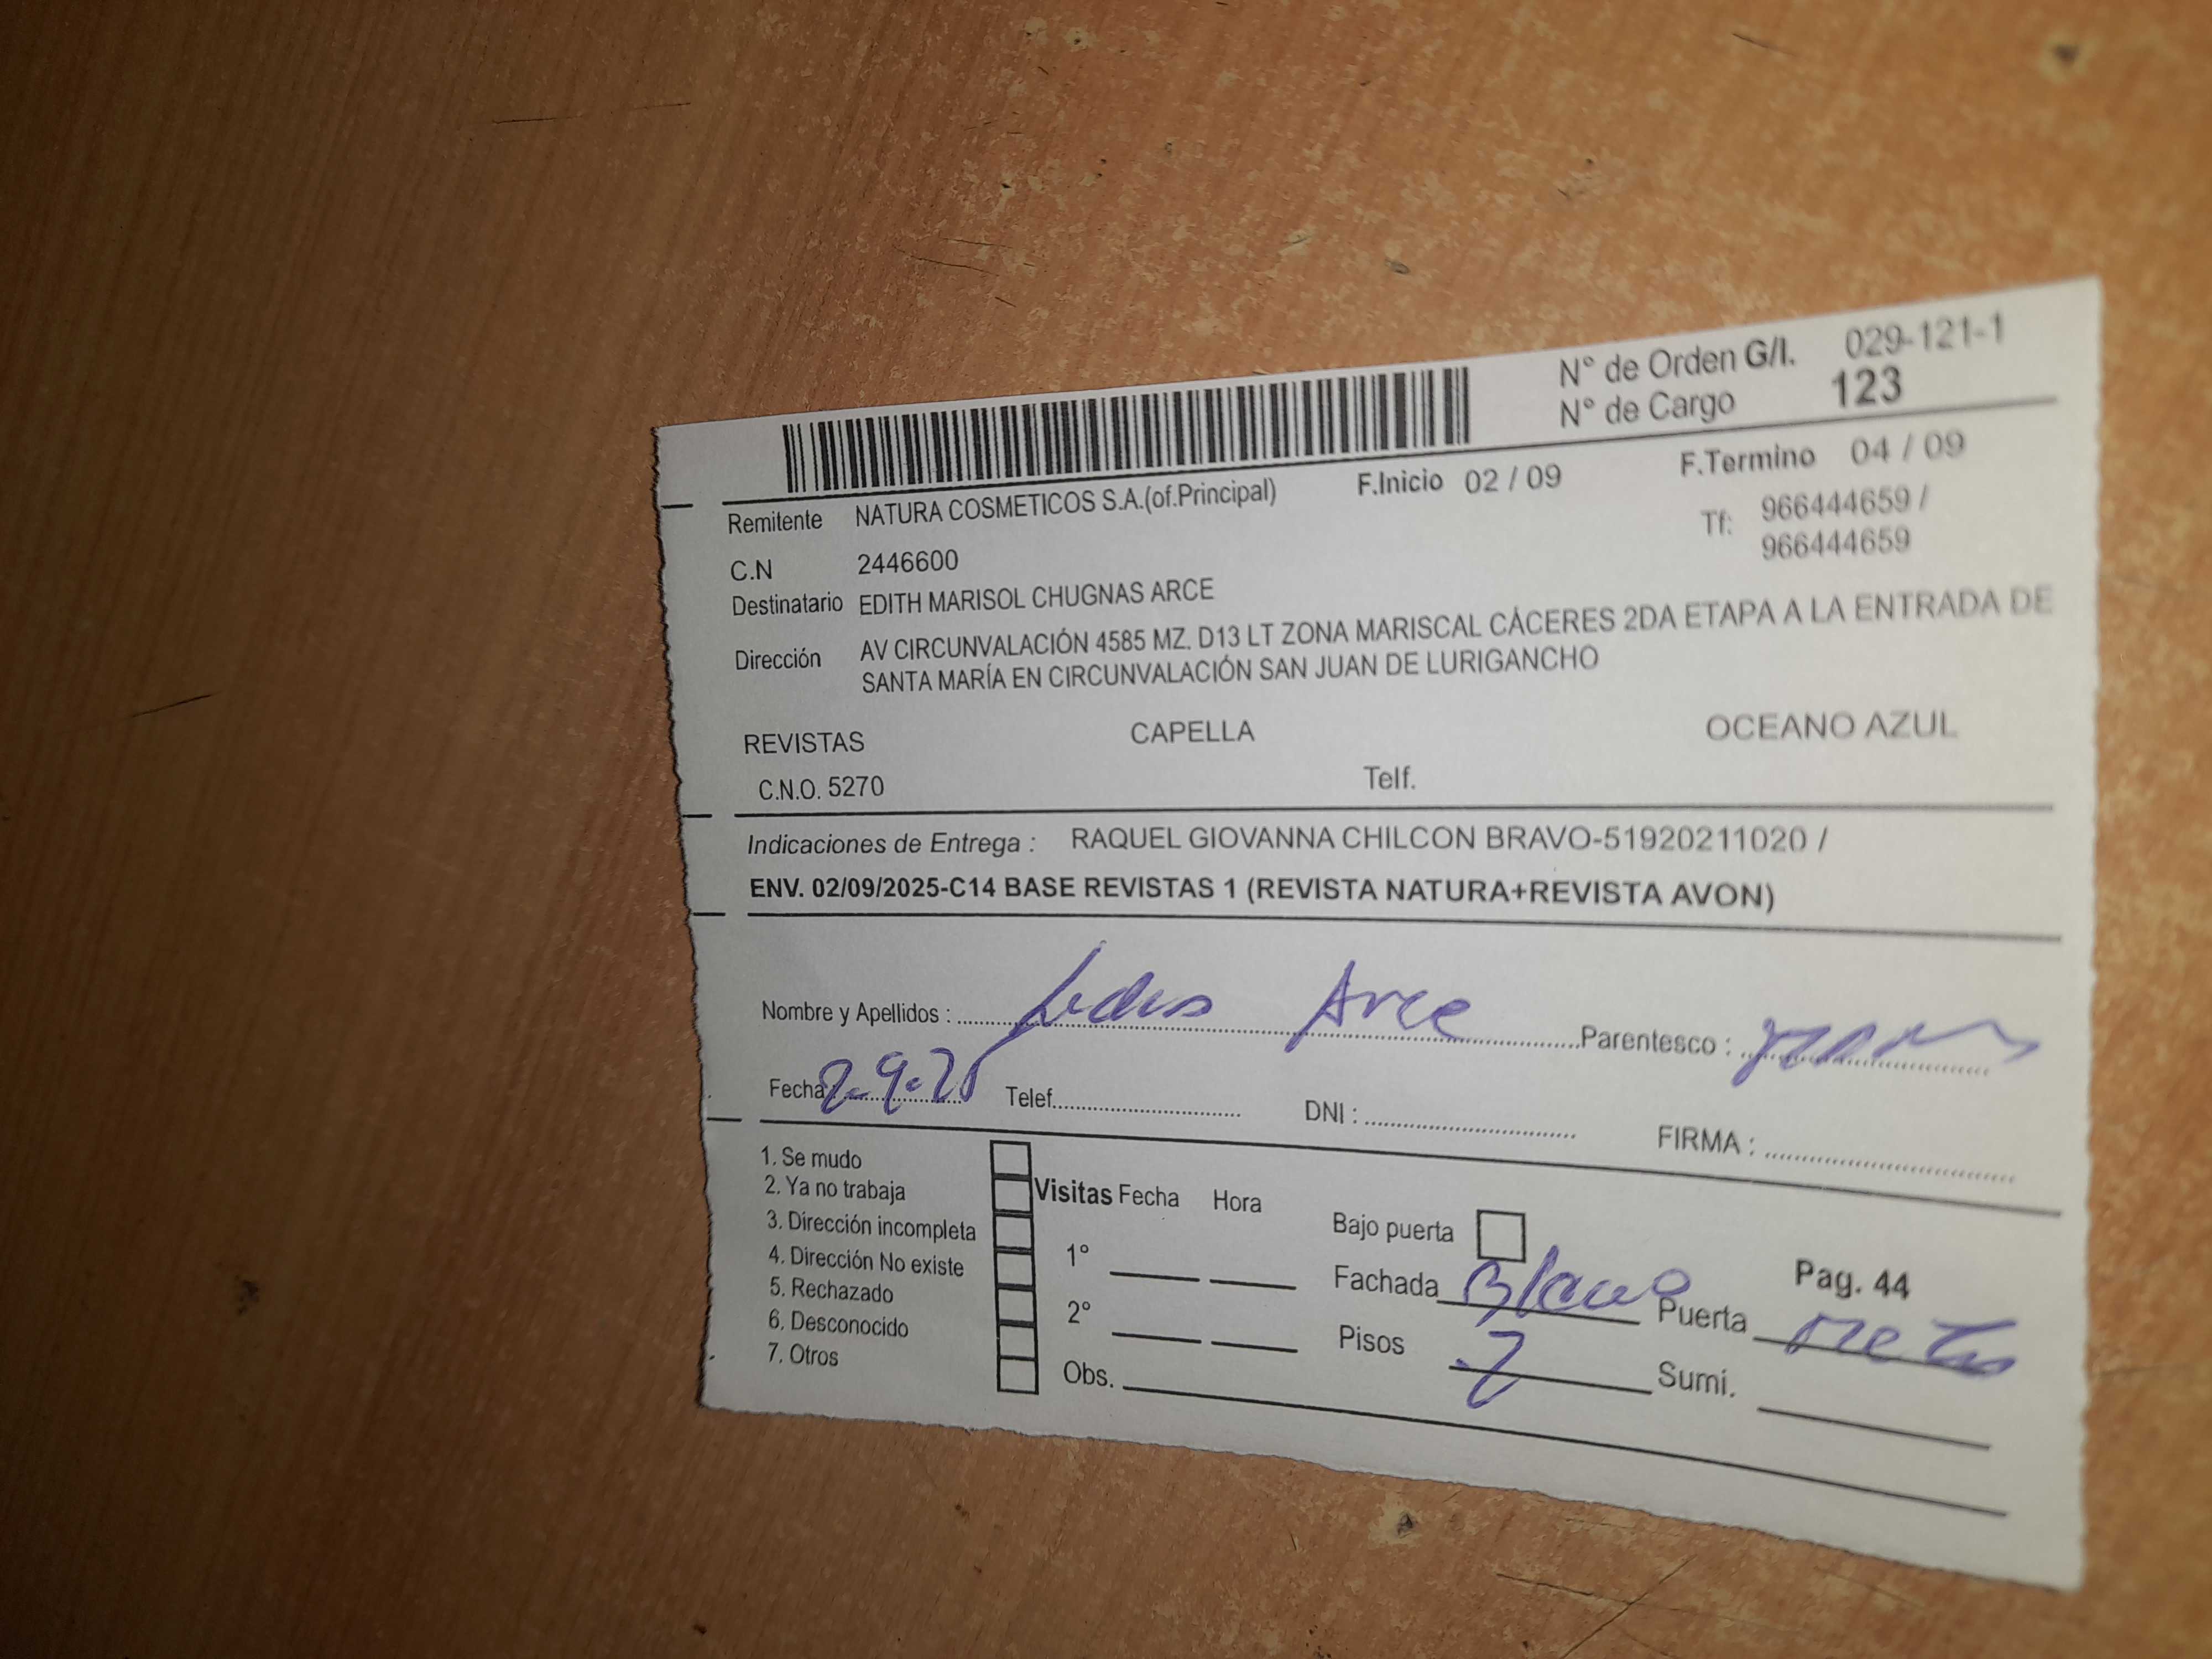 N° de Orden G/I. 029-121-1
N° de Cargo 123
F.Inicio 02 / 09 F.Termino 04 / 09
Remitente NATURA COSMETICOS S.A.(of.Principal) Tf: 966444659 /
966444659
C.N 2446600
Destinatario EDITH MARISOL CHUGNAS ARCE
Dirección AV CIRCUNVALACIÓN 4585 MZ. D13 LT ZONA MARISCAL CÁCERES 2DA ETAPA A LA ENTRADA DE
SANTA MARÍA EN CIRCUNVALACIÓN SAN JUAN DE LURIGANCHO
REVISTAS CAPELLA OCEANO AZUL
C.N.O. 5270 Telf.
Indicaciones de Entrega : RAQUEL GIOVANNA CHILCON BRAVO-51920211020 /
ENV. 02/09/2025-C14 BASE REVISTAS 1 (REVISTA NATURA+REVISTA AVON)
Nombre y Apellidos : Arce Parentesco :
Fecha 2-9-25 Telef. DNI : FIRMA :
1. Se mudo
2. Ya no trabaja
3. Dirección incompleta
4. Dirección No existe
5. Rechazado
6. Desconocido
7. Otros
Visitas Fecha Hora
1°
2°
Obs.
Bajo puerta
Pag. 44
Fachada Blanco Puerta
Pisos 2 Sumi.